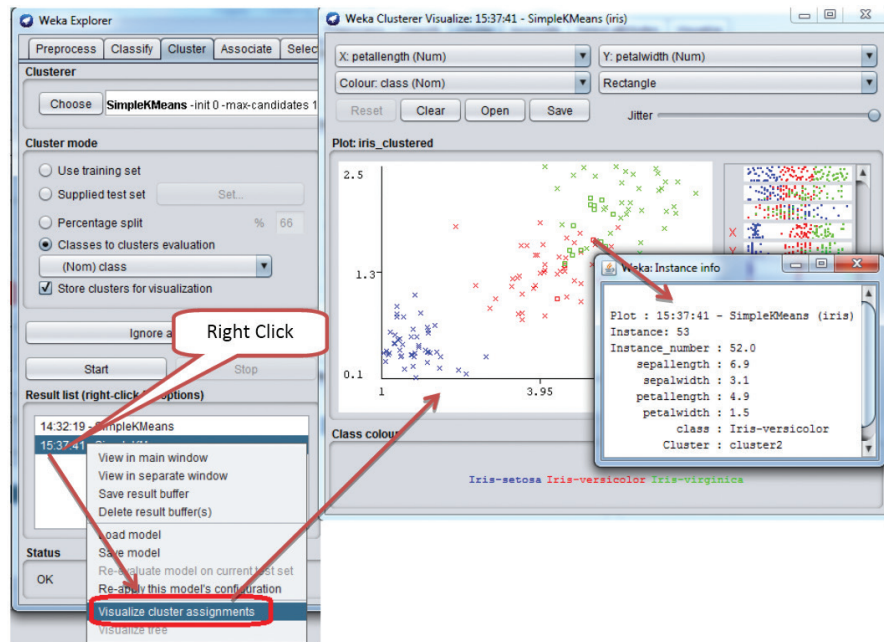 Weka Explorer
Preprocess Classify Cluster Associate Selec
Clusterer
Choose SimpleKMeans -init 0 -max-candidates 1
Cluster mode
Use training set
Supplied test set Set...
Percentage split % 66
Classes to clusters evaluation
(Nom) class
Store clusters for visualization
Ignore a
Right Click
Start Stop
Result list (right-click options)
14:32:19 - SimpleKMeans
15:37:41 - SimpleKMeans
View in main window
View in separate window
Save result buffer
Delete result buffer(s)
Load model
Save model
Re-evaluate model on current test set
Re-apply this model's configuration
Visualize cluster assignments
Visualize tree
Status
OK
Weka Clusterer Visualize: 15:37:41 - SimpleKMeans (iris)
X: petallength (Num) Y: petalwidth (Num)
Colour: class (Nom) Rectangle
Reset Clear Open Save Jitter
Plot: iris_clustered
2.5
1.3
0.1
1 3.95
X
Class colour
Iris-setosa Iris-versicolor Iris-virginica
Weka: Instance info
Plot : 15:37:41 - SimpleKMeans (iris)
Instance: 53
Instance_number : 52.0
sepallength : 6.9
sepalwidth : 3.1
petallength : 4.9
petalwidth : 1.5
class : Iris-versicolor
Cluster : cluster2